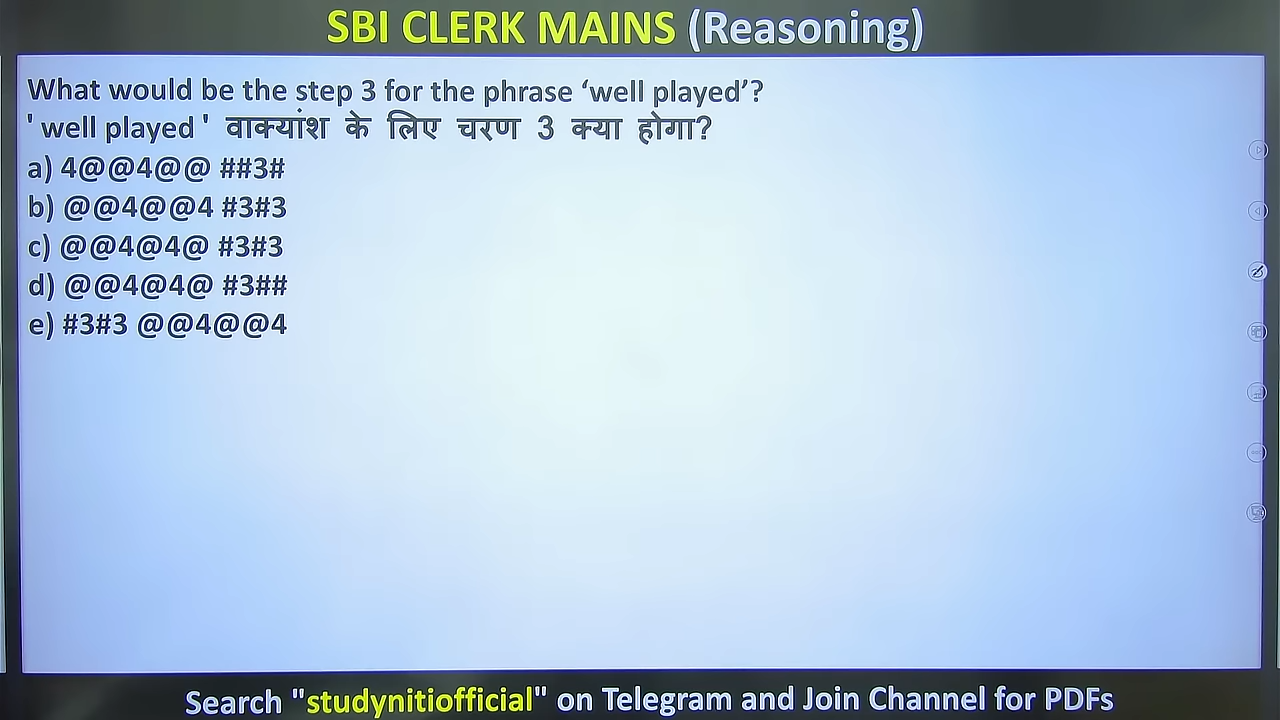 SBI CLERK MAINS (Reasoning)
What would be the step 3 for the phrase ‘well played’?
' well played ' वाक्यांश के लिए चरण 3 क्या होगा?
a) 4@@4@@ ##3#
b) @@4@@4 #3#3
c) @@4@4@ #3#3
d) @@4@4@ #3##
e) #3#3 @@4@@4
Search "studynitiofficial" on Telegram and Join Channel for PDFs